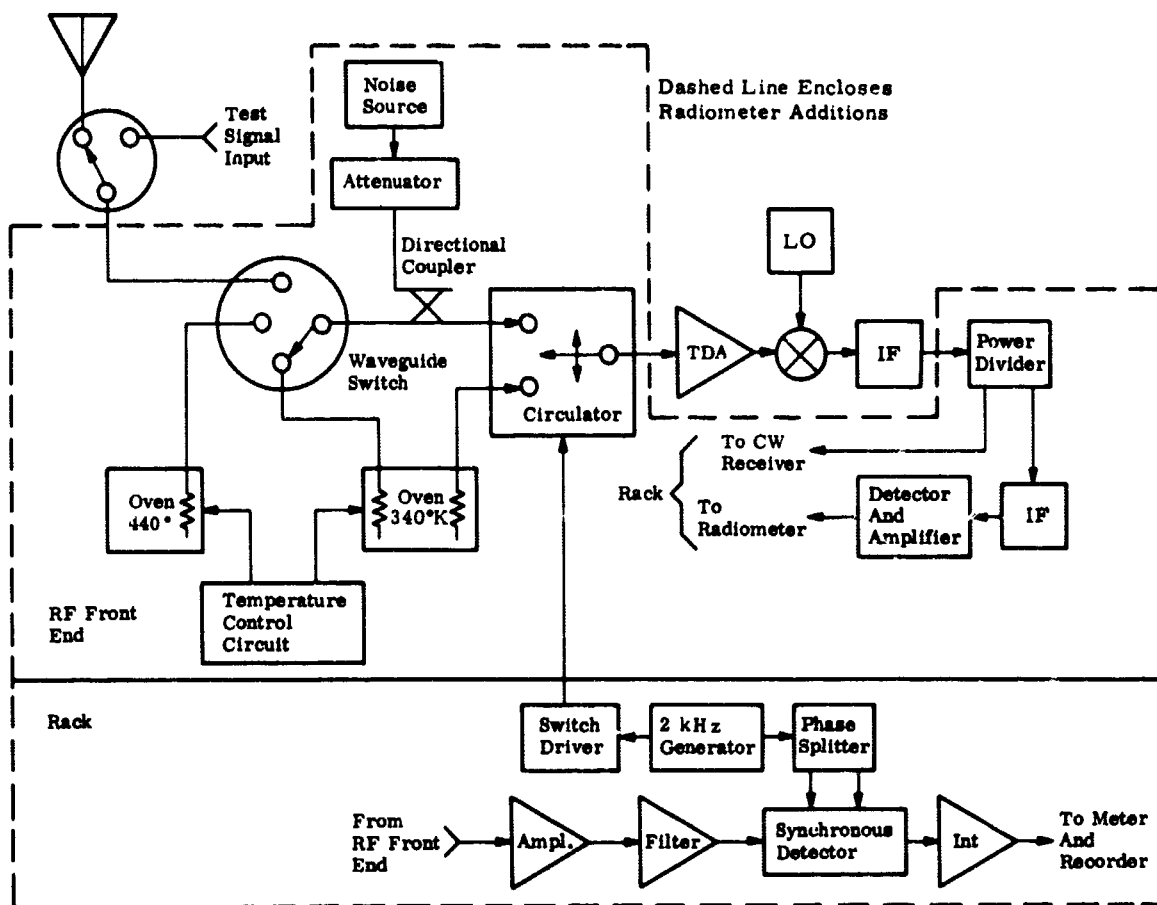 Test
Signal
Input
Noise
Source
Attenuator
Dashed Line Encloses
Radiometer Additions
Directional
Coupler
LO
Waveguide
Switch
Circulator
TDA
IF
Power
Divider
Oven
440°
Oven
340°K
Temperature
Control
Circuit
RF Front
End
Rack
To CW
Receiver
To
Radiometer
Detector
And
Amplifier
IF
Rack
Switch
Driver
2 kHz
Generator
Phase
Splitter
From
RF Front
End
Ampl.
Filter
Synchronous
Detector
Int
To Meter
And
Recorder